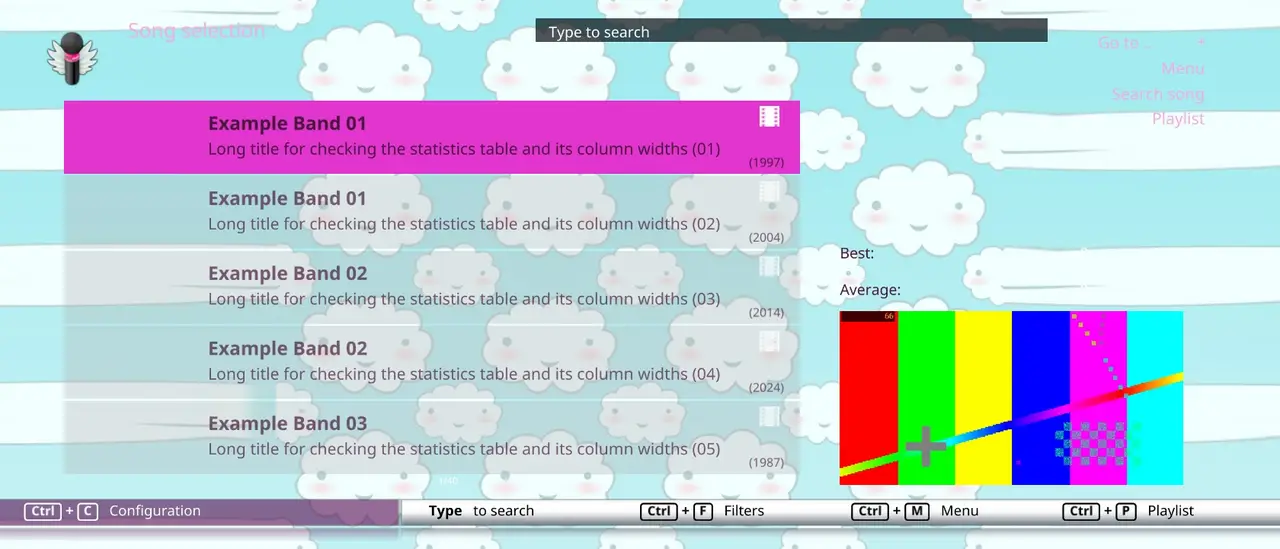 Song selection
Type to search
Go to ... +
Menu
Search song
Playlist
Example Band 01
Long title for checking the statistics table and its column widths (01)
(1997)
Example Band 01
Long title for checking the statistics table and its column widths (02)
(2004)
Example Band 02
Long title for checking the statistics table and its column widths (03)
(2014)
Example Band 02
Long title for checking the statistics table and its column widths (04)
(2024)
Example Band 03
Long title for checking the statistics table and its column widths (05)
(1987)
Best:
Average:
66
1/40
Ctrl + C Configuration
Type to search
Ctrl + F Filters
Ctrl + M Menu
Ctrl + P Playlist